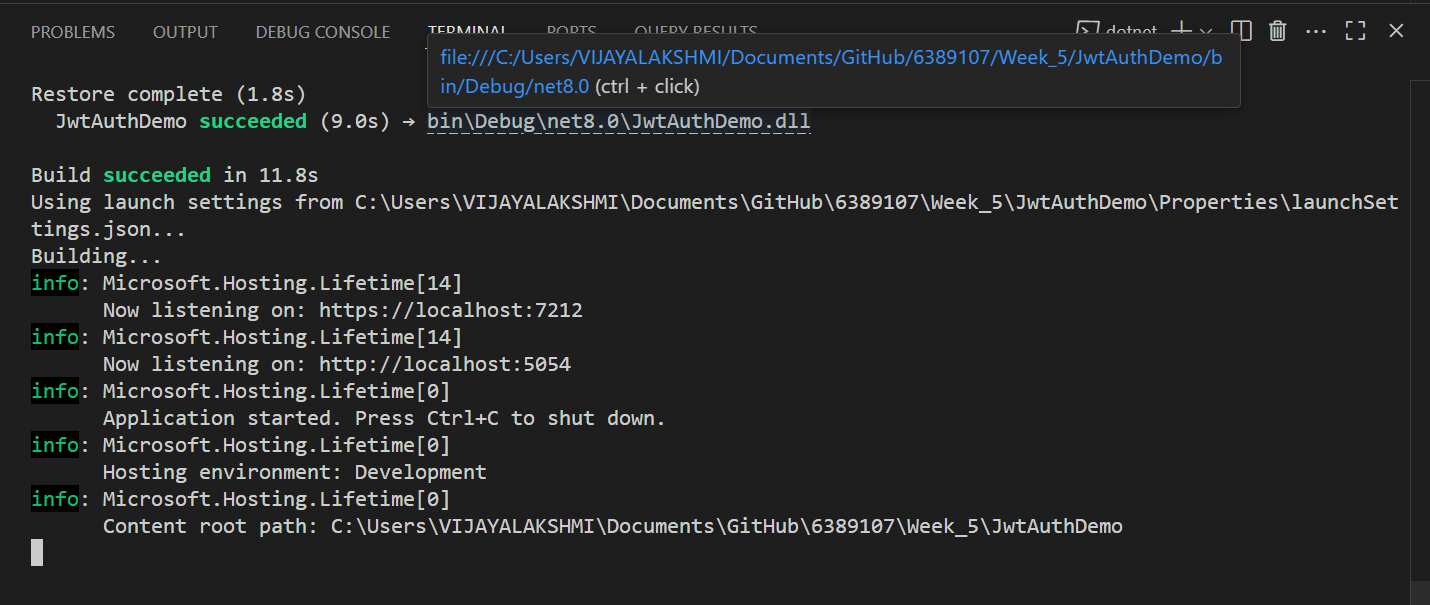 PROBLEMS OUTPUT DEBUG CONSOLE TERMINAL PORTS QUERY RESULTS dotnet
file:///C:/Users/VIJAYALAKSHMI/Documents/GitHub/6389107/Week_5/JwtAuthDemo/b
in/Debug/net8.0 (ctrl + click)
Restore complete (1.8s)
JwtAuthDemo succeeded (9.0s) → bin\Debug\net8.0\JwtAuthDemo.dll
Build succeeded in 11.8s
Using launch settings from C:\Users\VIJAYALAKSHMI\Documents\GitHub\6389107\Week_5\JwtAuthDemo\Properties\launchSet
tings.json...
Building...
info: Microsoft.Hosting.Lifetime[14]
Now listening on: https://localhost:7212
info: Microsoft.Hosting.Lifetime[14]
Now listening on: http://localhost:5054
info: Microsoft.Hosting.Lifetime[0]
Application started. Press Ctrl+C to shut down.
info: Microsoft.Hosting.Lifetime[0]
Hosting environment: Development
info: Microsoft.Hosting.Lifetime[0]
Content root path: C:\Users\VIJAYALAKSHMI\Documents\GitHub\6389107\Week_5\JwtAuthDemo